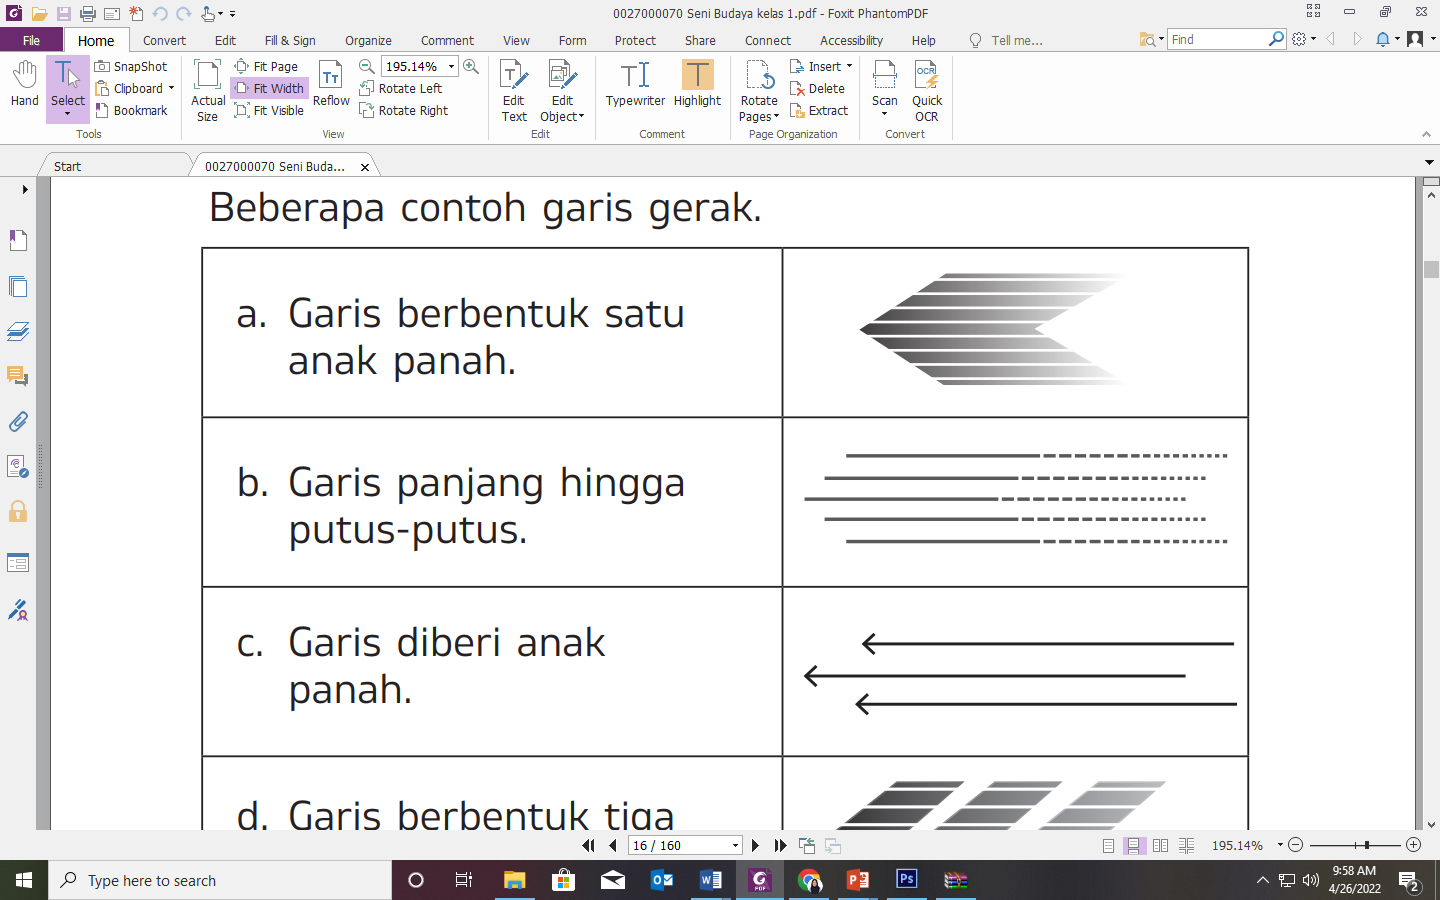 0027000070 Seni Budaya kelas 1.pdf - Foxit PhantomPDF
File Home Convert Edit Fill & Sign Organize Comment View Form Protect Share Connect Accessibility Help Tell me... Find
Hand
Select
SnapShot
Clipboard
Bookmark
Tools
Actual Size
Fit Page
Fit Width
Fit Visible
Reflow
195.14%
Rotate Left
Rotate Right
View
Edit Text
Edit Object
Edit
Typewriter
Highlight
Comment
Rotate Pages
Insert
Delete
Extract
Page Organization
Scan
OCR
Quick OCR
Convert
Start
0027000070 Seni Buda...
Beberapa contoh garis gerak.
a. Garis berbentuk satu
anak panah.
b. Garis panjang hingga
putus-putus.
c. Garis diberi anak
panah.
d. Garis berbentuk tiga
16 / 160
195.14%
Type here to search
9:58 AM
4/26/2022
2